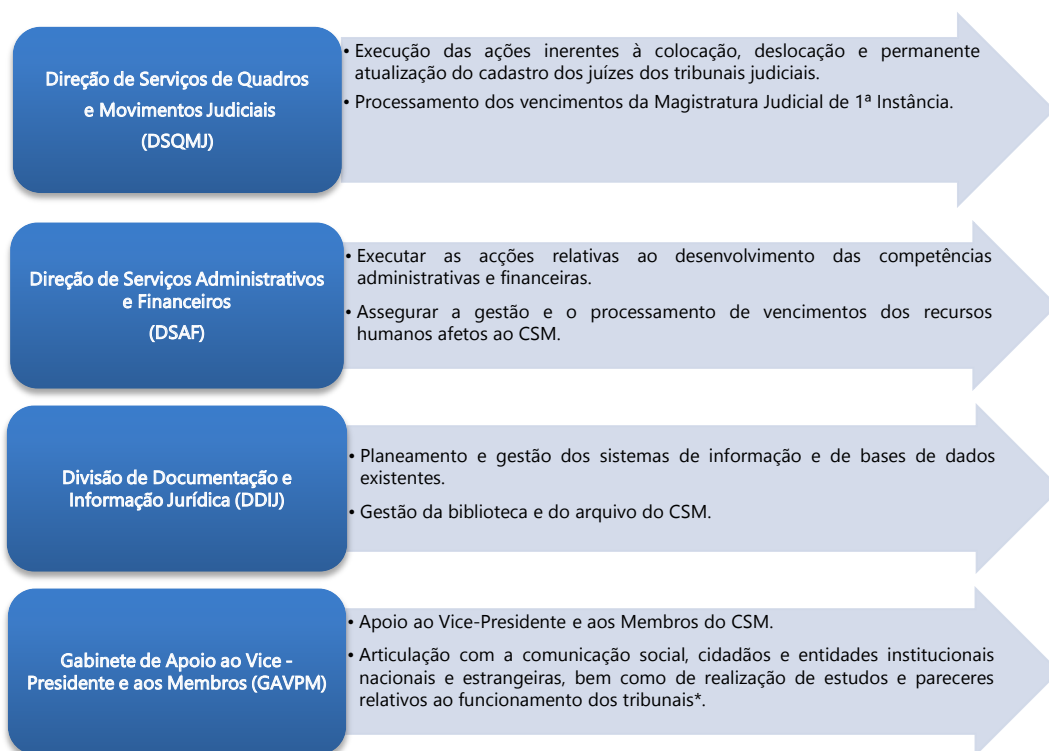 Direção de Serviços de Quadros
e Movimentos Judiciais
(DSQMJ)
• Execução das ações inerentes à colocação, deslocação e permanente
atualização do cadastro dos juízes dos tribunais judiciais.
• Processamento dos vencimentos da Magistratura Judicial de 1ª Instância.
Direção de Serviços Administrativos
e Financeiros
(DSAF)
• Executar as acções relativas ao desenvolvimento das competências
administrativas e financeiras.
• Assegurar a gestão e o processamento de vencimentos dos recursos
humanos afetos ao CSM.
Divisão de Documentação e
Informação Jurídica (DDIJ)
• Planeamento e gestão dos sistemas de informação e de bases de dados
existentes.
• Gestão da biblioteca e do arquivo do CSM.
Gabinete de Apoio ao Vice -
Presidente e aos Membros (GAVPM)
• Apoio ao Vice-Presidente e aos Membros do CSM.
• Articulação com a comunicação social, cidadãos e entidades institucionais
nacionais e estrangeiras, bem como de realização de estudos e pareceres
relativos ao funcionamento dos tribunais*.